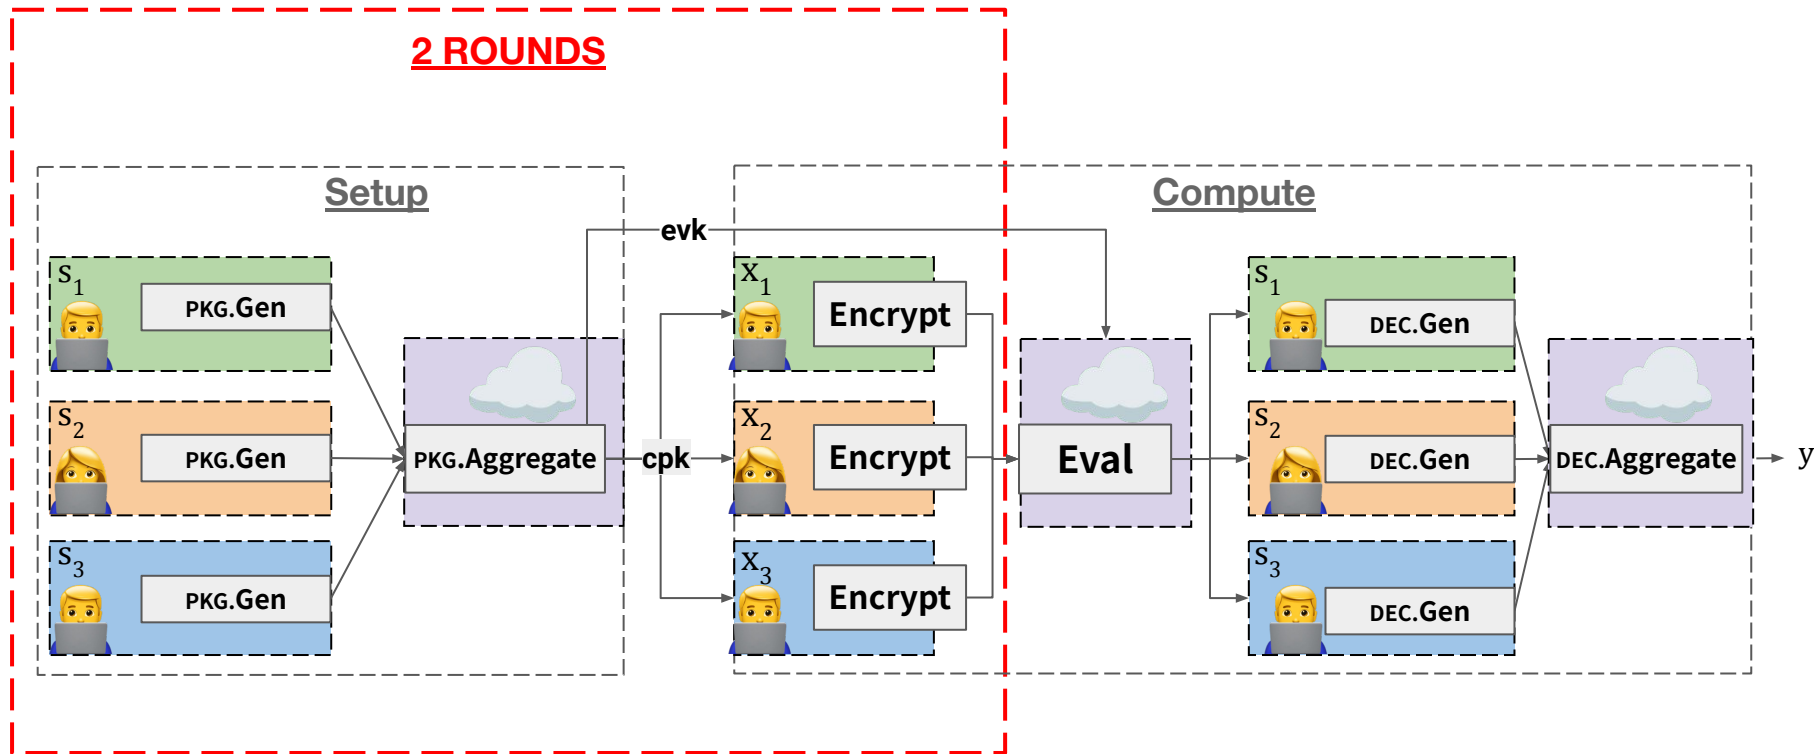 2 ROUNDS
Setup
Compute
evk
s1
PKG.Gen
s2
PKG.Gen
s3
PKG.Gen
PKG.Aggregate
cpk
x1
Encrypt
x2
Encrypt
x3
Encrypt
Eval
s1
DEC.Gen
s2
DEC.Gen
s3
DEC.Gen
DEC.Aggregate
y